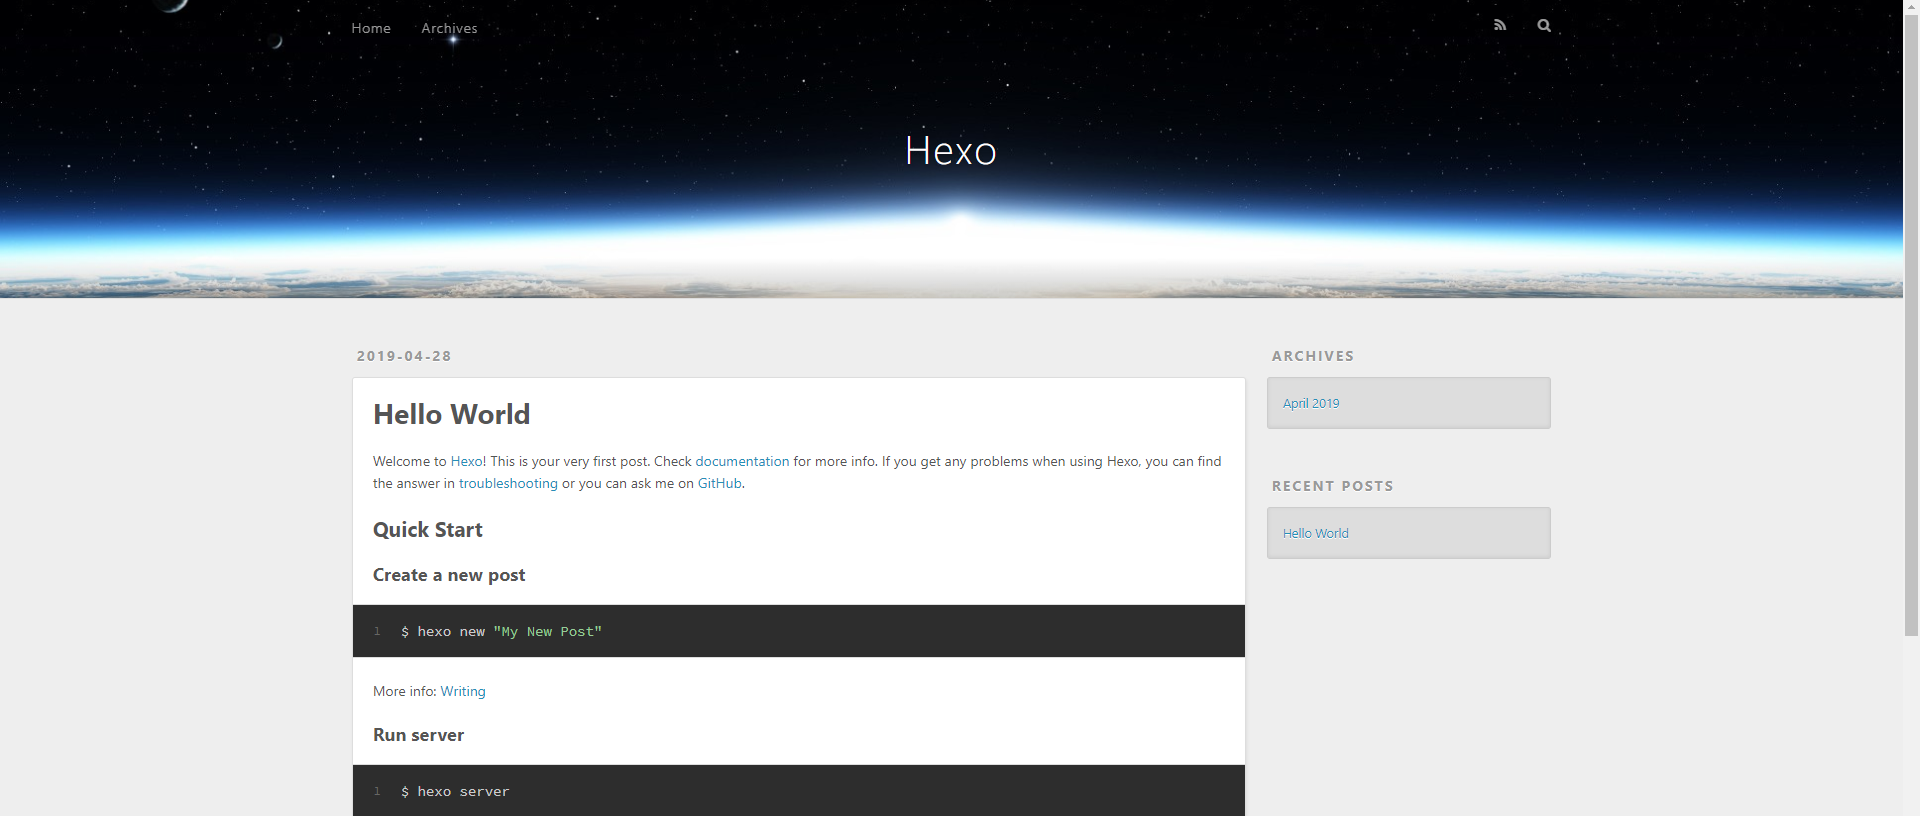 Home Archives
Hexo
2019-04-28
Hello World
Welcome to Hexo! This is your very first post. Check documentation for more info. If you get any problems when using Hexo, you can find
the answer in troubleshooting or you can ask me on GitHub.
Quick Start
Create a new post
1 $ hexo new "My New Post"
More info: Writing
Run server
1 $ hexo server
ARCHIVES
April 2019
RECENT POSTS
Hello World